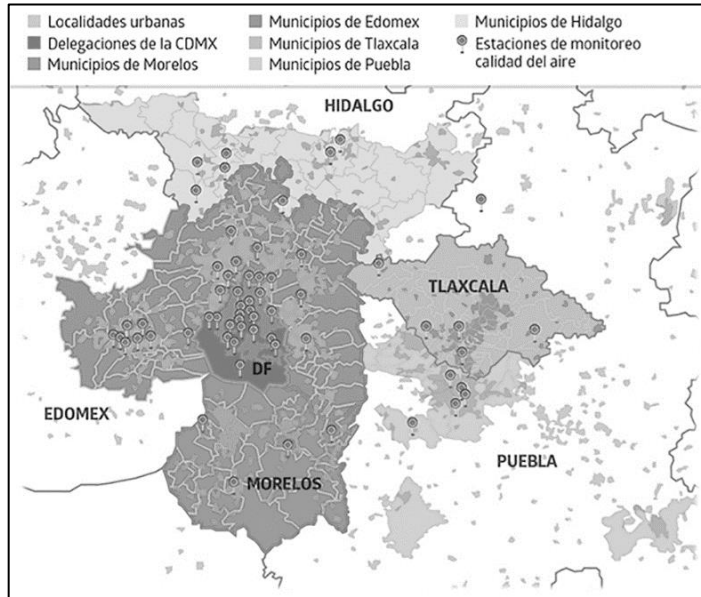 Localidades urbanas
Delegaciones de la CDMX
Municipios de Morelos
Municipios de Edomex
Municipios de Tlaxcala
Municipios de Puebla
Municipios de Hidalgo
Estaciones de monitoreo
calidad del aire
HIDALGO
TLAXCALA
DF
EDOMEX
PUEBLA
MORELOS